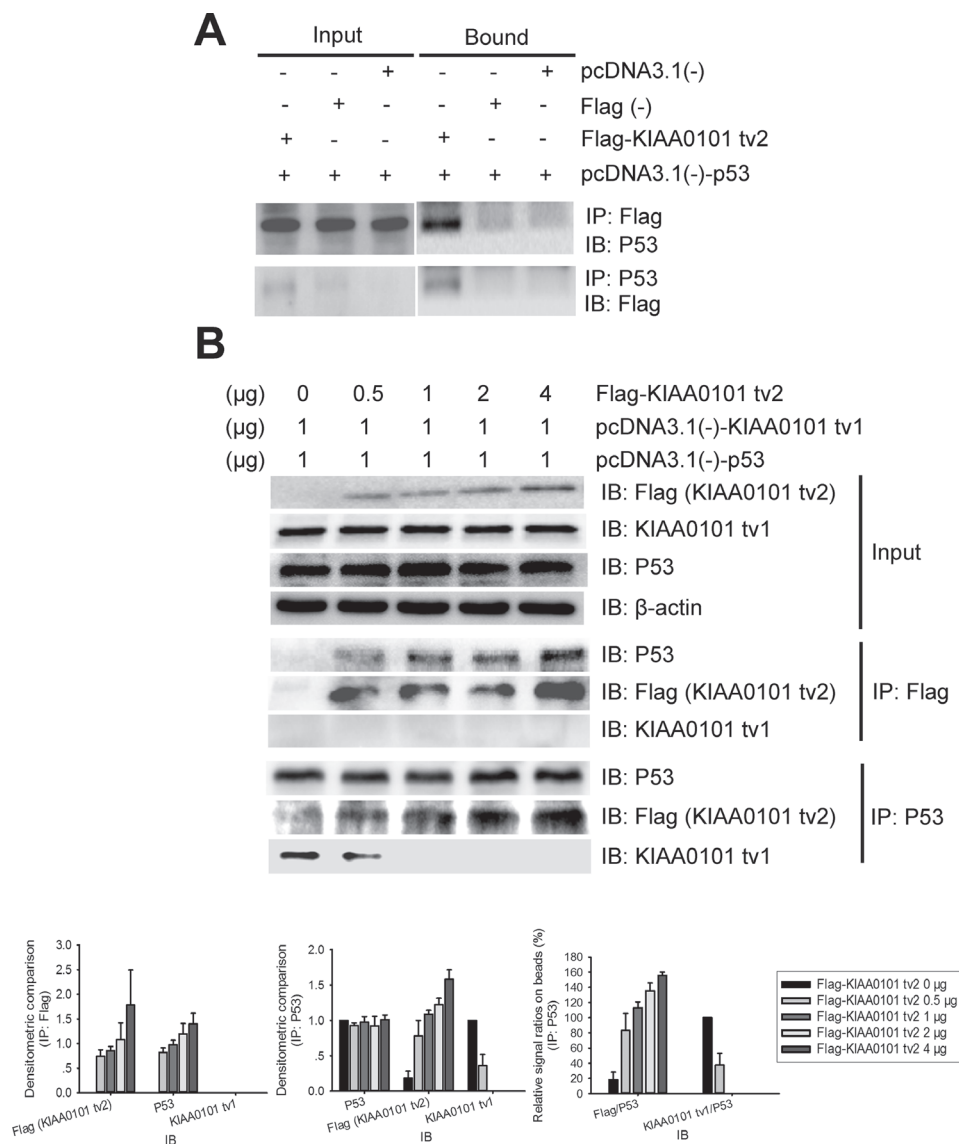 A
Input Bound
- - + - - + pcDNA3.1(-)
- + - - + - Flag (-)
+ - - + - - Flag-KIAA0101 tv2
+ + + + + + pcDNA3.1(-)-p53
IP: Flag
IB: P53
IP: P53
IB: Flag
B
(μg) 0 0.5 1 2 4 Flag-KIAA0101 tv2
(μg) 1 1 1 1 1 pcDNA3.1(-)-KIAA0101 tv1
(μg) 1 1 1 1 1 pcDNA3.1(-)-p53
IB: Flag (KIAA0101 tv2)
IB: KIAA0101 tv1
IB: P53
IB: β-actin
Input
IB: P53
IB: Flag (KIAA0101 tv2)
IB: KIAA0101 tv1
IP: Flag
IB: P53
IB: Flag (KIAA0101 tv2)
IB: KIAA0101 tv1
IP: P53
Densitometric comparison
(IP: Flag)
3.0
2.5
2.0
1.5
1.0
.5
0.0
Flag (KIAA0101 tv2)
P53
KIAA0101 tv1
IB
Densitometric comparison
(IP: P53)
2.0
1.5
1.0
.5
0.0
P53
Flag (KIAA0101 tv2)
KIAA0101 tv1
IB
Relative signal ratios on beads (%)
(IP: P53)
180
160
140
120
100
80
60
40
20
0
Flag/P53
KIAA0101 tv1/P53
IB
Flag-KIAA0101 tv2 0 μg
Flag-KIAA0101 tv2 0.5 μg
Flag-KIAA0101 tv2 1 μg
Flag-KIAA0101 tv2 2 μg
Flag-KIAA0101 tv2 4 μg